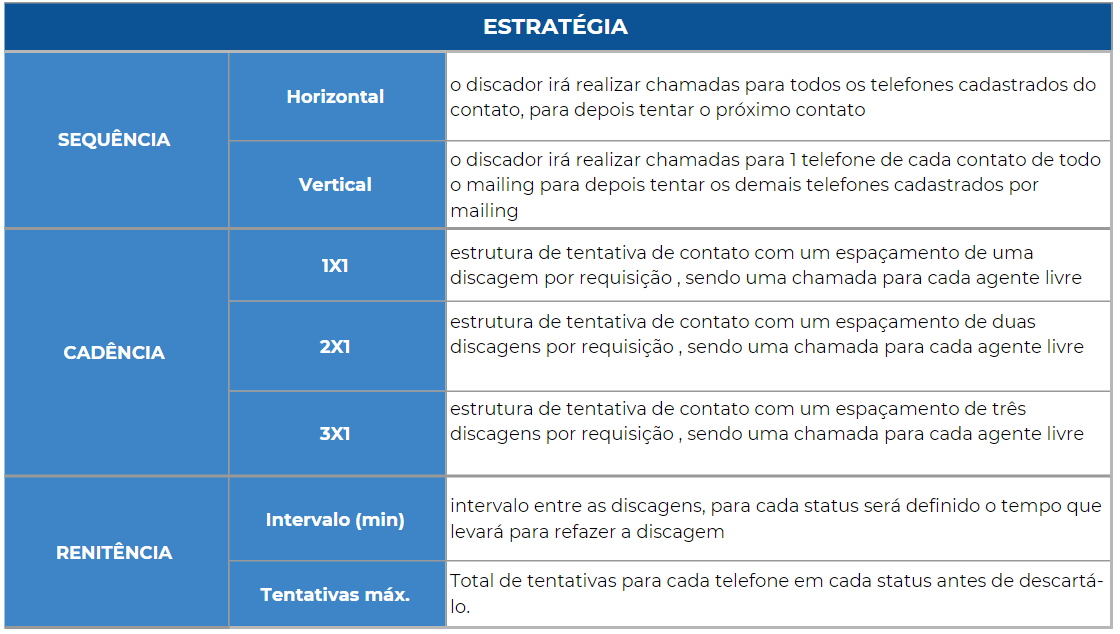 ESTRATÉGIA
SEQUÊNCIA
Horizontal
o discador irá realizar chamadas para todos os telefones cadastrados do
contato, para depois tentar o próximo contato
Vertical
o discador irá realizar chamadas para 1 telefone de cada contato de todo
o mailing para depois tentar os demais telefones cadastrados por
mailing
CADÊNCIA
1X1
estrutura de tentativa de contato com um espaçamento de uma
discagem por requisição , sendo uma chamada para cada agente livre
2X1
estrutura de tentativa de contato com um espaçamento de duas
discagens por requisição , sendo uma chamada para cada agente livre
3X1
estrutura de tentativa de contato com um espaçamento de três
discagens por requisição , sendo uma chamada para cada agente livre
RENITÊNCIA
Intervalo (min)
intervalo entre as discagens, para cada status será definido o tempo que
levará para refazer a discagem
Tentativas máx.
Total de tentativas para cada telefone em cada status antes de descartá-
lo.